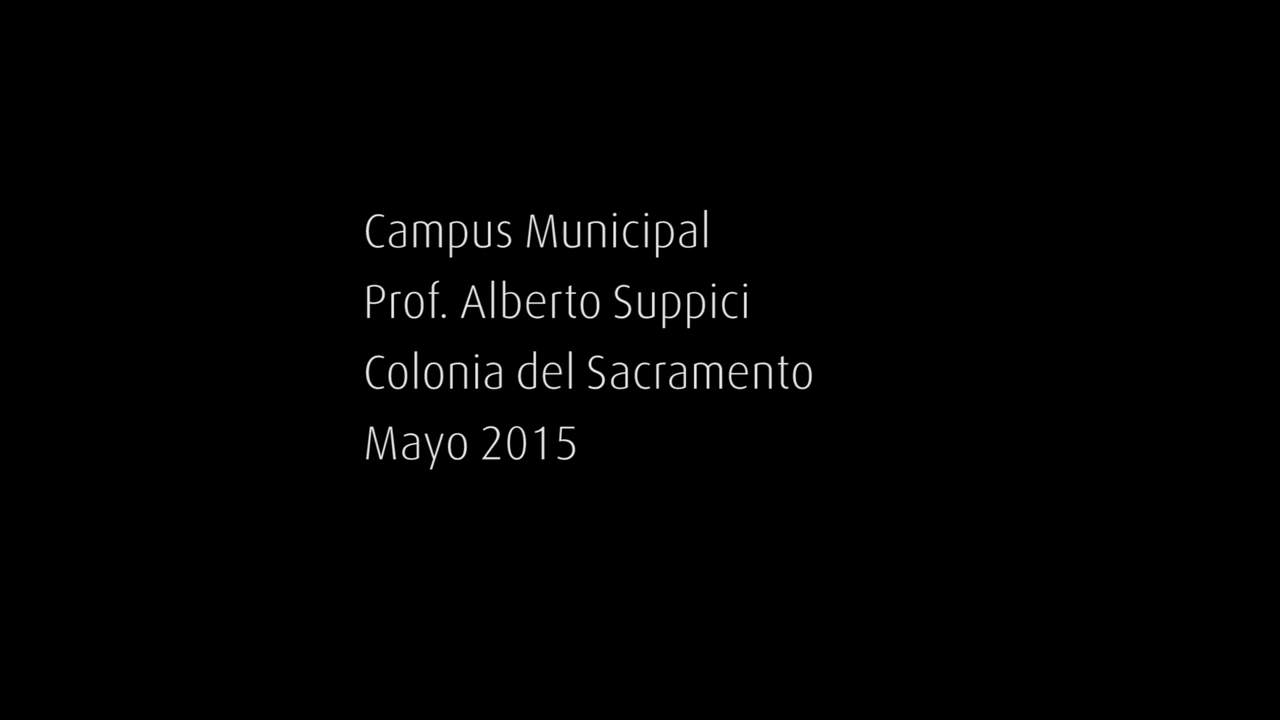 Campus Municipal
Prof. Alberto Suppici
Colonia del Sacramento
Mayo 2015